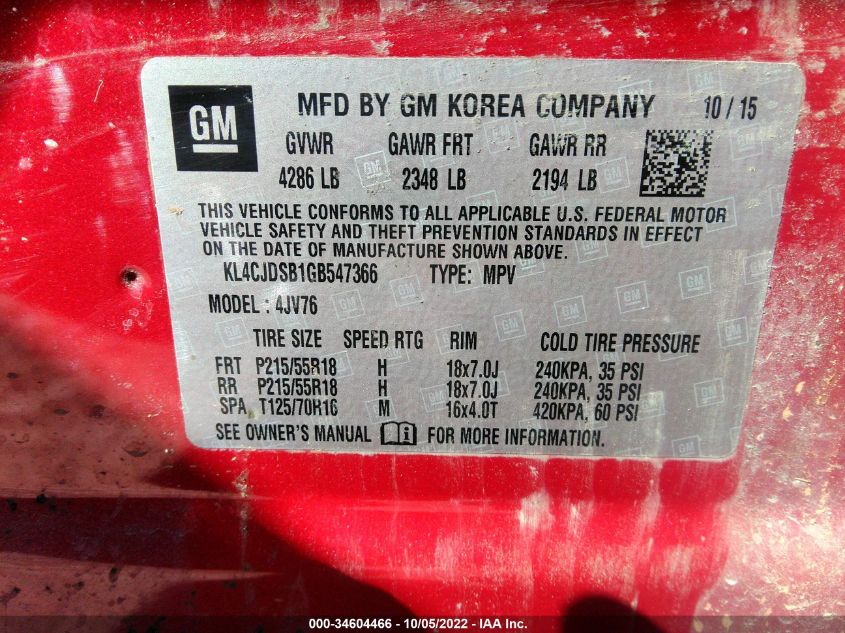 GM MFD BY GM KOREA COMPANY 10 / 15
GVWR GAWR FRT GAWR RR
4286 LB 2348 LB 2194 LB
THIS VEHICLE CONFORMS TO ALL APPLICABLE U.S. FEDERAL MOTOR
VEHICLE SAFETY AND THEFT PREVENTION STANDARDS IN EFFECT
ON THE DATE OF MANUFACTURE SHOWN ABOVE.
KL4CJDSB1GB547366 TYPE: MPV
MODEL : 4JV76
TIRE SIZE SPEED RTG RIM COLD TIRE PRESSURE
FRT P215/55R18 H 18x7.0J 240KPA, 35 PSI
RR P215/55R18 H 18x7.0J 240KPA, 35 PSI
SPA T125/70R16 M 16x4.0T 420KPA, 60 PSI
SEE OWNER'S MANUAL FOR MORE INFORMATION.
000-34604466 - 10/05/2022 - IAA Inc.